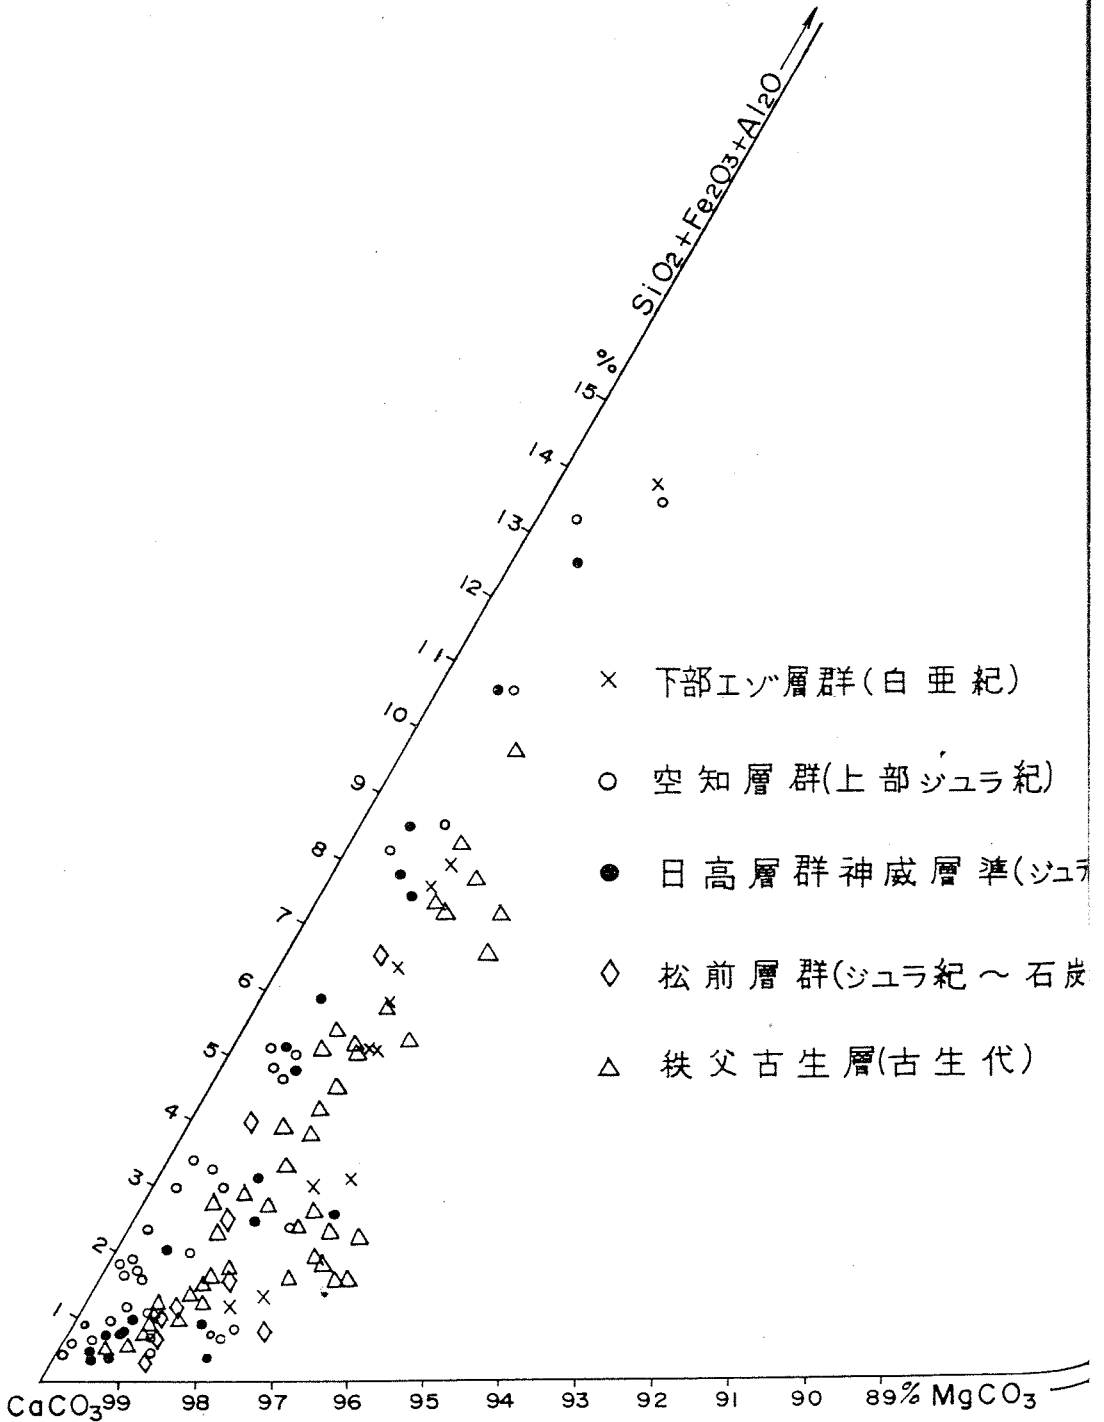 SiO₂+Fe₂O₃+Al₂O
%
15
14
13
12
11
10
9
8
7
6
5
4
3
2
1
× 下部エゾ層群(白亜紀)
○ 空知層群(上部ジュラ紀)
● 日高層群神威層準(ジュラ
◇ 松前層群(ジュラ紀～石炭
△ 秩父古生層(古生代)
CaCO₃ 99 98 97 96 95 94 93 92 91 90 89% MgCO₃